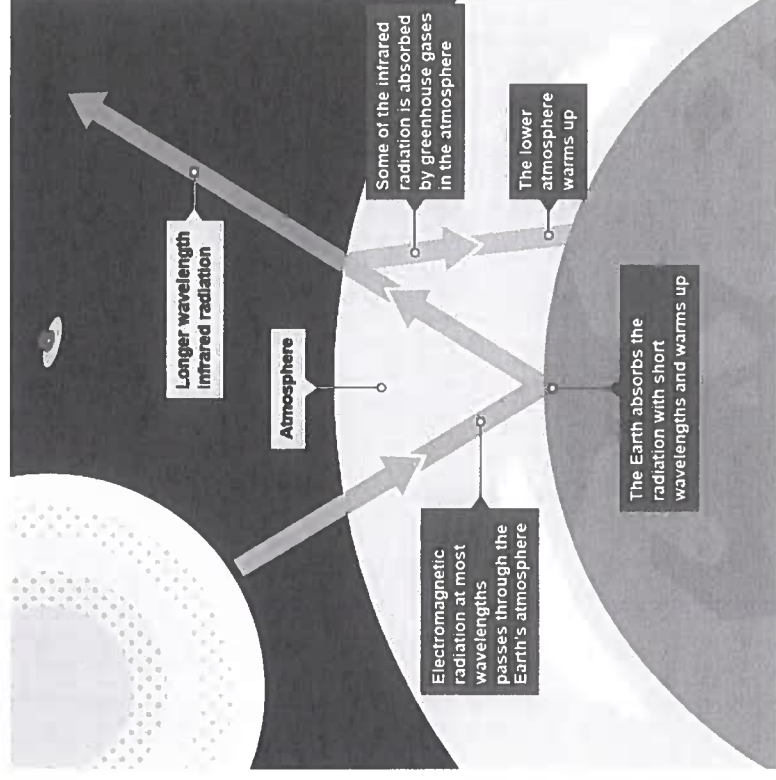 Longer wavelength
infrared radiation
Atmosphere
Electromagnetic
radiation at most
wavelengths
passes through the
Earth's atmosphere
Some of the infrared
radiation is absorbed
by greenhouse gases
in the atmosphere
The lower
atmosphere
warms up
The Earth absorbs the
radiation with short
wavelengths and warms up